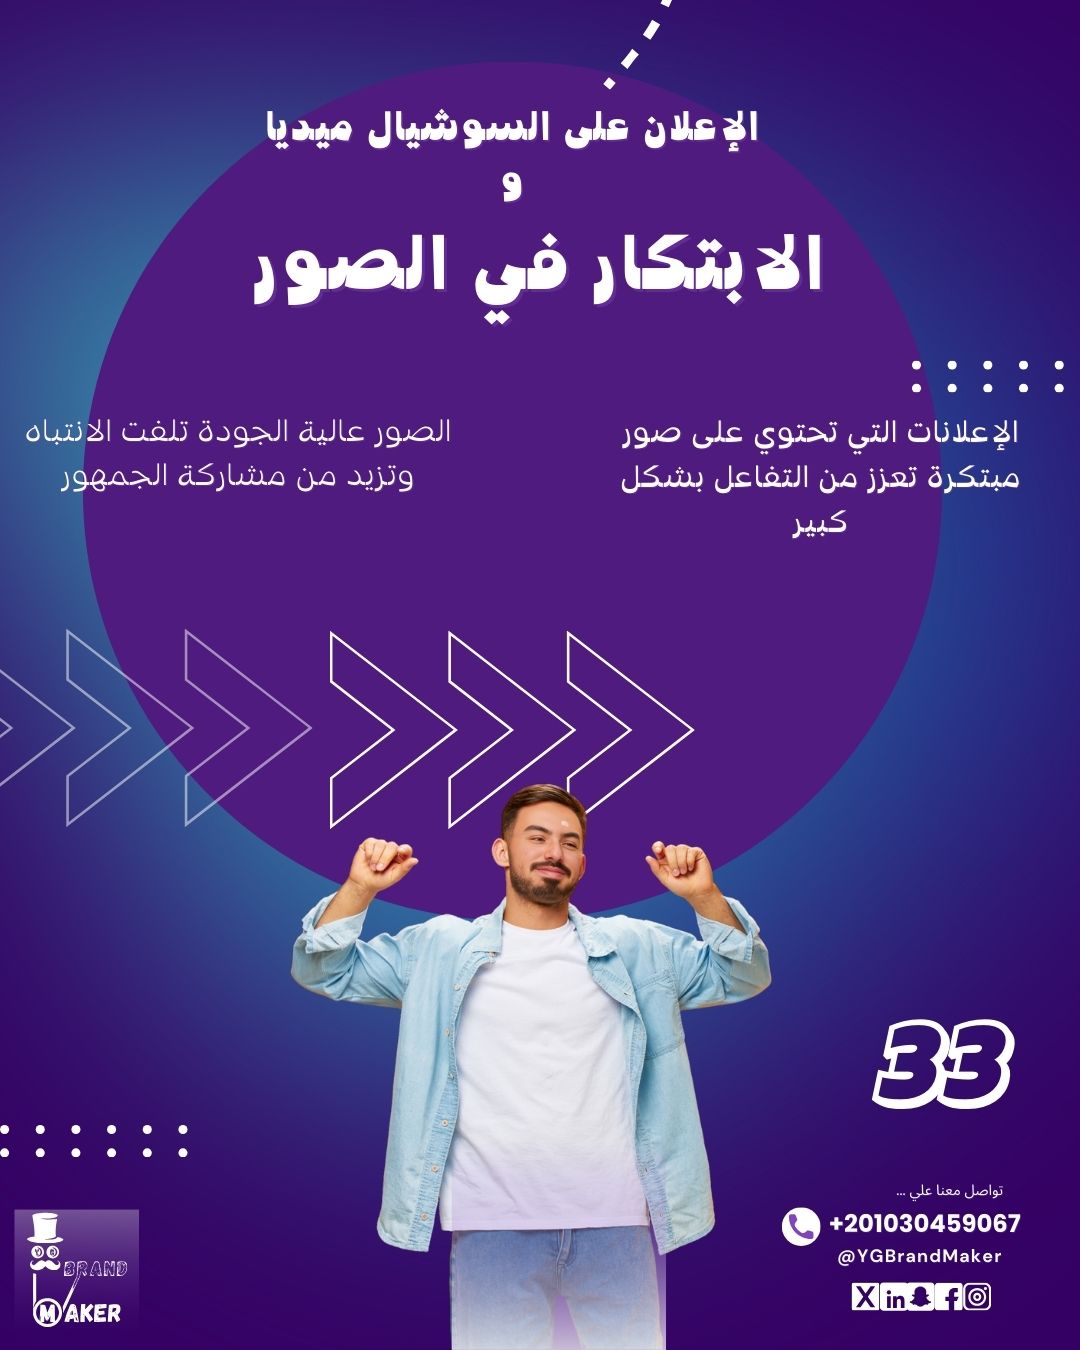 الإعلان على السوشيال ميديا
و
الابتكار في الصور
الإعلانات التي تحتوي على صور
مبتكرة تعزز من التفاعل بشكل
كبير
الصور عالية الجودة تلفت الانتباه
وتزيد من مشاركة الجمهور
33
تواصل معنا علي ...
+201030459067
@YGBrandMaker
BRAND
MAKER